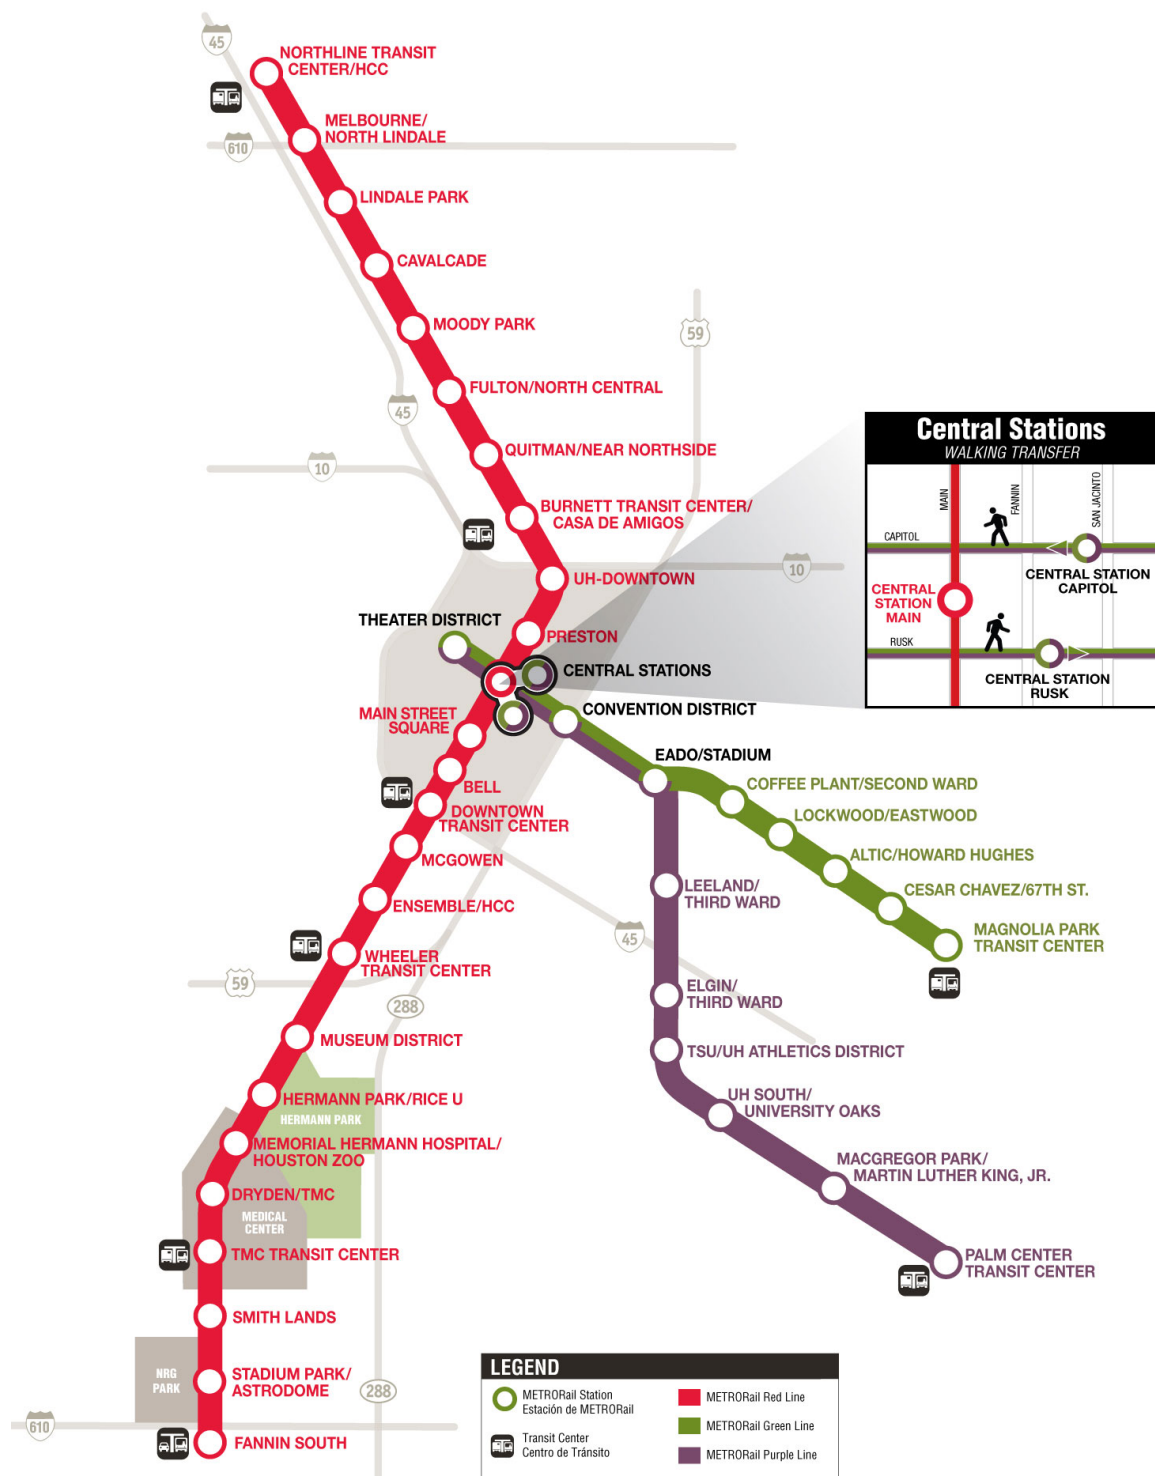 45
NORTHLINE TRANSIT
CENTER/HCC
MELBOURNE/
NORTH LINDALE
610
LINDALE PARK
CAVALCADE
MOODY PARK
59
FULTON/NORTH CENTRAL
45
QUITMAN/NEAR NORTHSIDE
10
BURNETT TRANSIT CENTER/
CASA DE AMIGOS
10
UH-DOWNTOWN
THEATER DISTRICT
PRESTON
CENTRAL STATIONS
CONVENTION DISTRICT
MAIN STREET
SQUARE
EADO/STADIUM
BELL
COFFEE PLANT/SECOND WARD
DOWNTOWN
TRANSIT CENTER
LOCKWOOD/EASTWOOD
MCGOWEN
ALTIC/HOWARD HUGHES
LEELAND/
THIRD WARD
CESAR CHAVEZ/67TH ST.
ENSEMBLE/HCC
MAGNOLIA PARK
TRANSIT CENTER
45
WHEELER
TRANSIT CENTER
59
288
ELGIN/
THIRD WARD
MUSEUM DISTRICT
TSU/UH ATHLETICS DISTRICT
HERMANN PARK/RICE U
HERMANN PARK
UH SOUTH/
UNIVERSITY OAKS
MEMORIAL HERMANN HOSPITAL/
HOUSTON ZOO
MACGREGOR PARK/
MARTIN LUTHER KING, JR.
DRYDEN/TMC
MEDICAL
CENTER
TMC TRANSIT CENTER
PALM CENTER
TRANSIT CENTER
SMITH LANDS
NRG
PARK
STADIUM PARK/
ASTRODOME
288
610
FANNIN SOUTH
Central Stations
WALKING TRANSFER
MAIN
FANNIN
SAN JACINTO
CAPITOL
CENTRAL STATION
CAPITOL
CENTRAL
STATION
MAIN
RUSK
CENTRAL STATION
RUSK
LEGEND
METRORail Station
Estación de METRORail
Transit Center
Centro de Tránsito
METRORail Red Line
METRORail Green Line
METRORail Purple Line